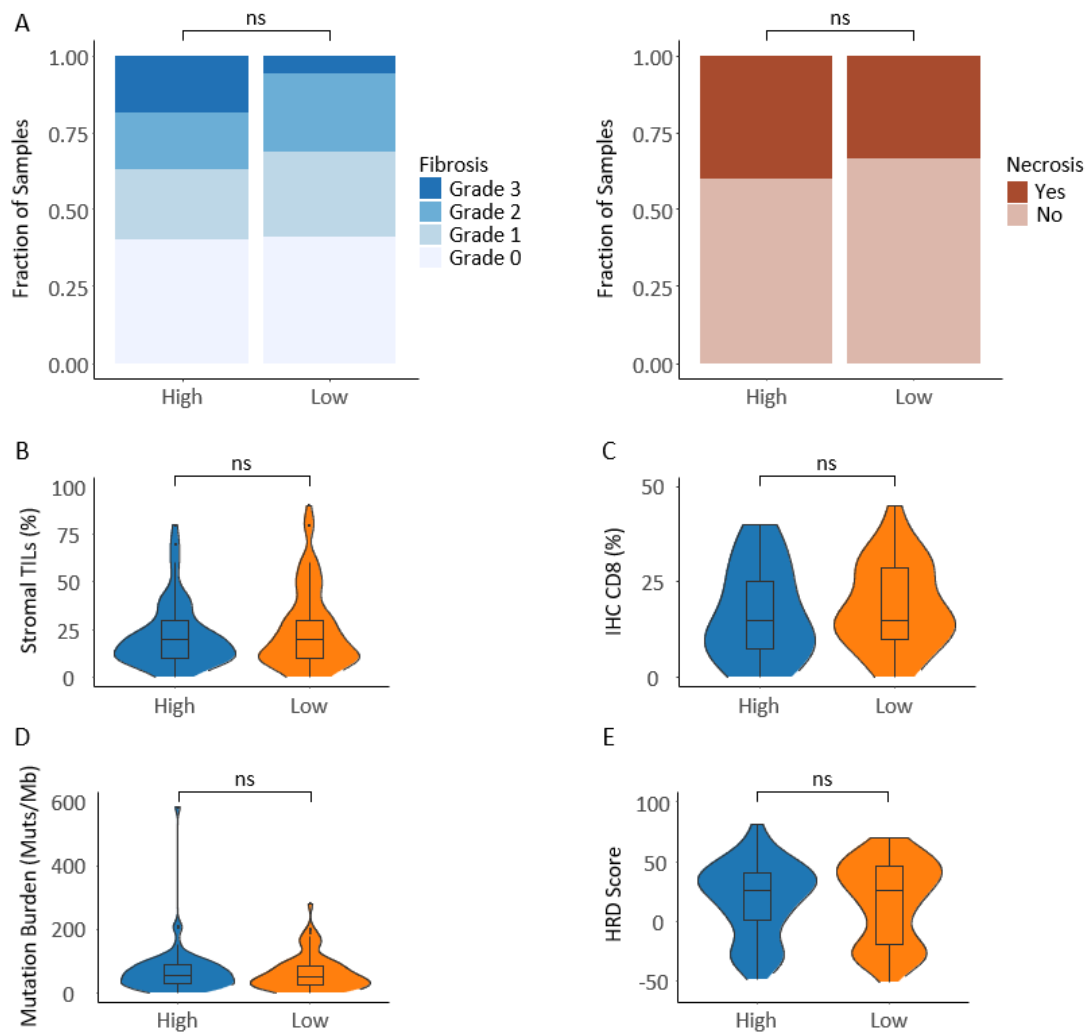 A
ns
Fraction of Samples
1.00
0.75
0.50
0.25
0.00
High
Low
Fibrosis
Grade 3
Grade 2
Grade 1
Grade 0
ns
Fraction of Samples
1.00
0.75
0.50
0.25
0.00
High
Low
Necrosis
Yes
No
B
ns
Stromal TILs (%)
100
75
50
25
0
High
Low
C
ns
IHC CD8 (%)
50
25
0
High
Low
D
ns
Mutation Burden (Muts/Mb)
600
400
200
0
High
Low
E
ns
HRD Score
100
50
0
-50
High
Low